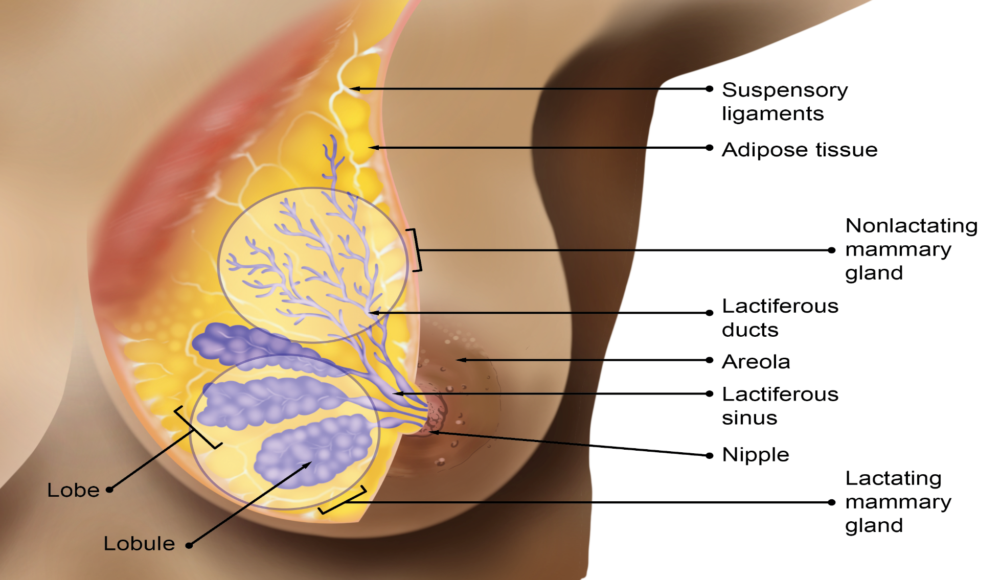 Suspensory
ligaments
Adipose tissue
Nonlactating
mammary
gland
Lactiferous
ducts
Areola
Lactiferous
sinus
Nipple
Lactating
mammary
gland
Lobe
Lobule